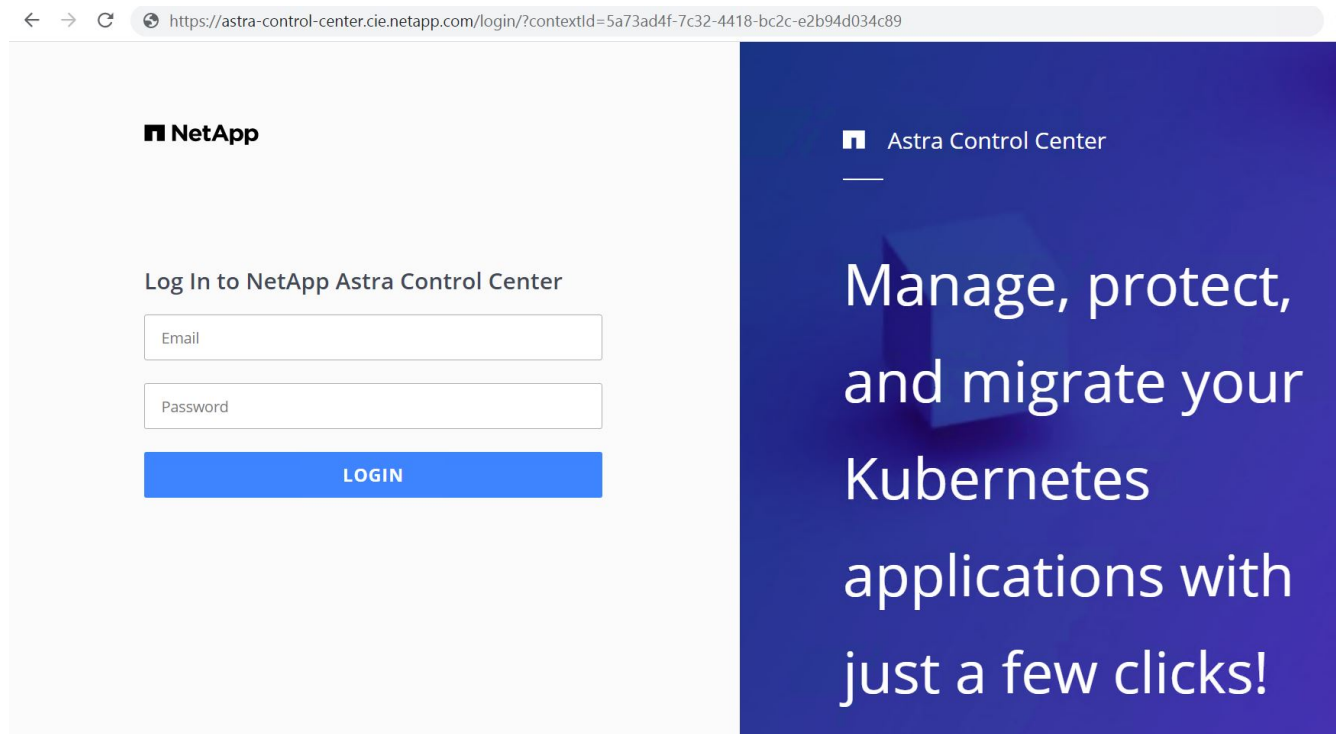 https://astra-control-center.cie.netapp.com/login/?contextId=5a73ad4f-7c32-4418-bc2c-e2b94d034c89
NetApp
Log In to NetApp Astra Control Center
Email
Password
LOGIN
Astra Control Center
Manage, protect,
and migrate your
Kubernetes
applications with
just a few clicks!